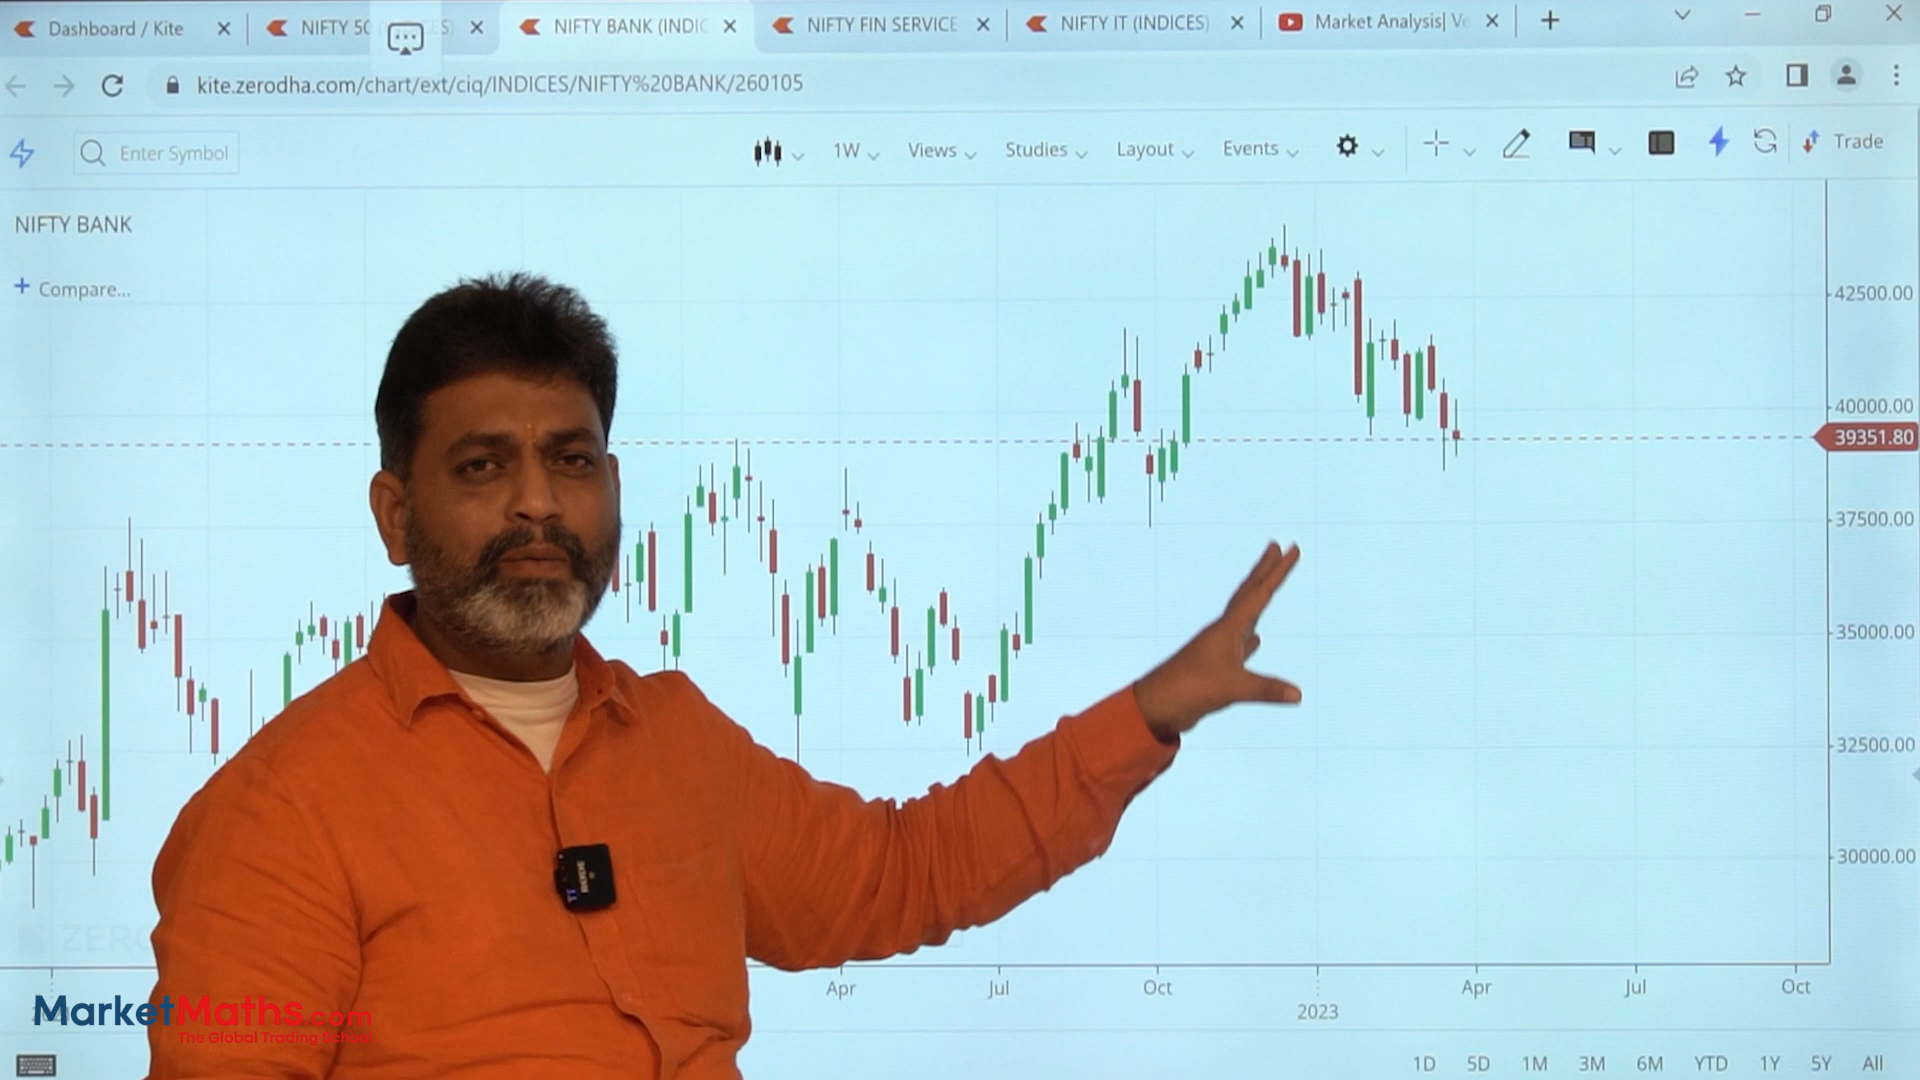 Dashboard / Kite
NIFTY 50
NIFTY BANK (INDIC
NIFTY FIN SERVICE
NIFTY IT (INDICES)
Market Analysis| Ve
kite.zerodha.com/chart/ext/ciq/INDICES/NIFTY%20BANK/260105
Enter Symbol
1W
Views
Studies
Layout
Events
Trade
NIFTY BANK
+ Compare...
42500.00
40000.00
39351.80
37500.00
35000.00
32500.00
30000.00
Apr
Jul
Oct
2023
Apr
Jul
Oct
MarketMaths.com
The Global Trading School
1D 5D 1M 3M 6M YTD 1Y 5Y All